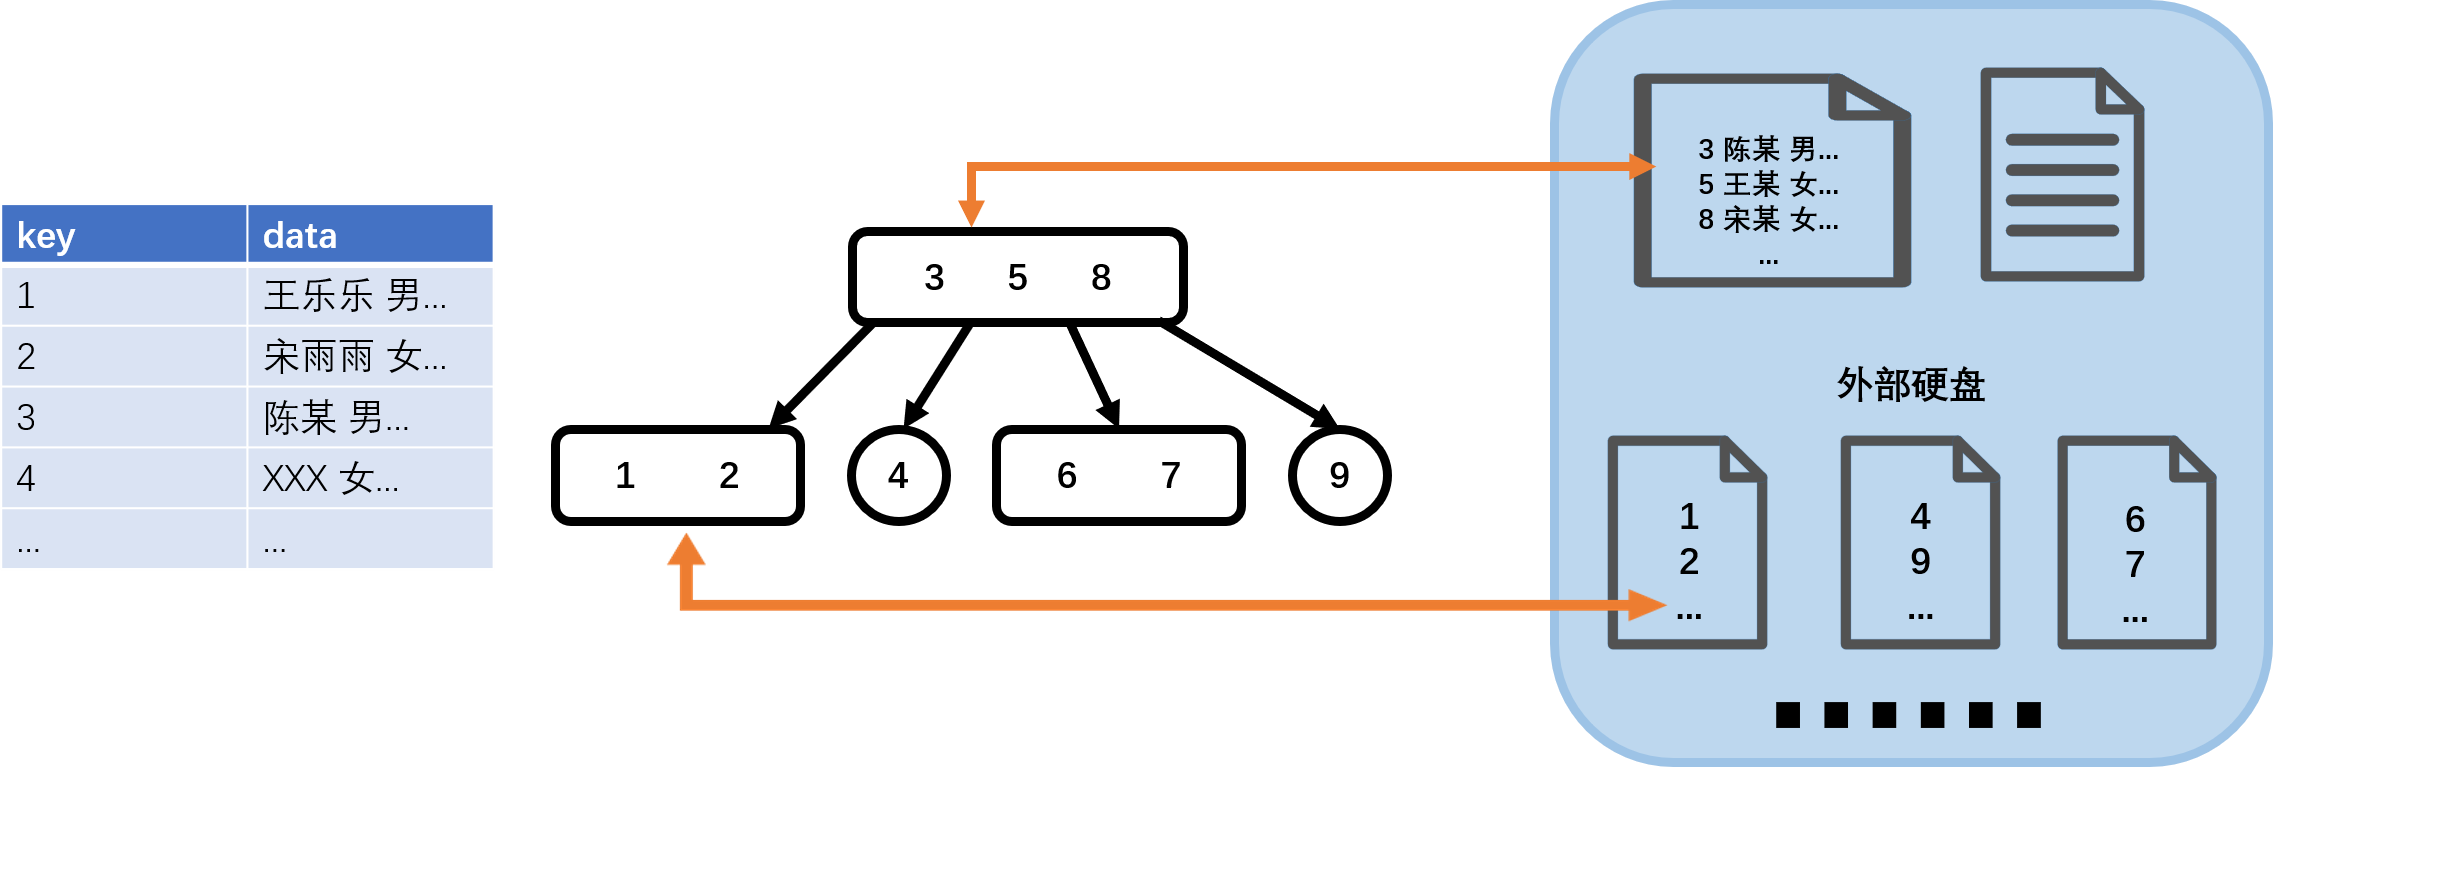 key data
1 王乐乐 男...
2 宋雨雨 女...
3 陈某 男...
4 XXX 女...
... ...
3 5 8
1 2
4
6 7
9
3 陈某 男...
5 王某 女...
8 宋某 女...
...
外部硬盘
1
2
...
4
9
...
6
7
...